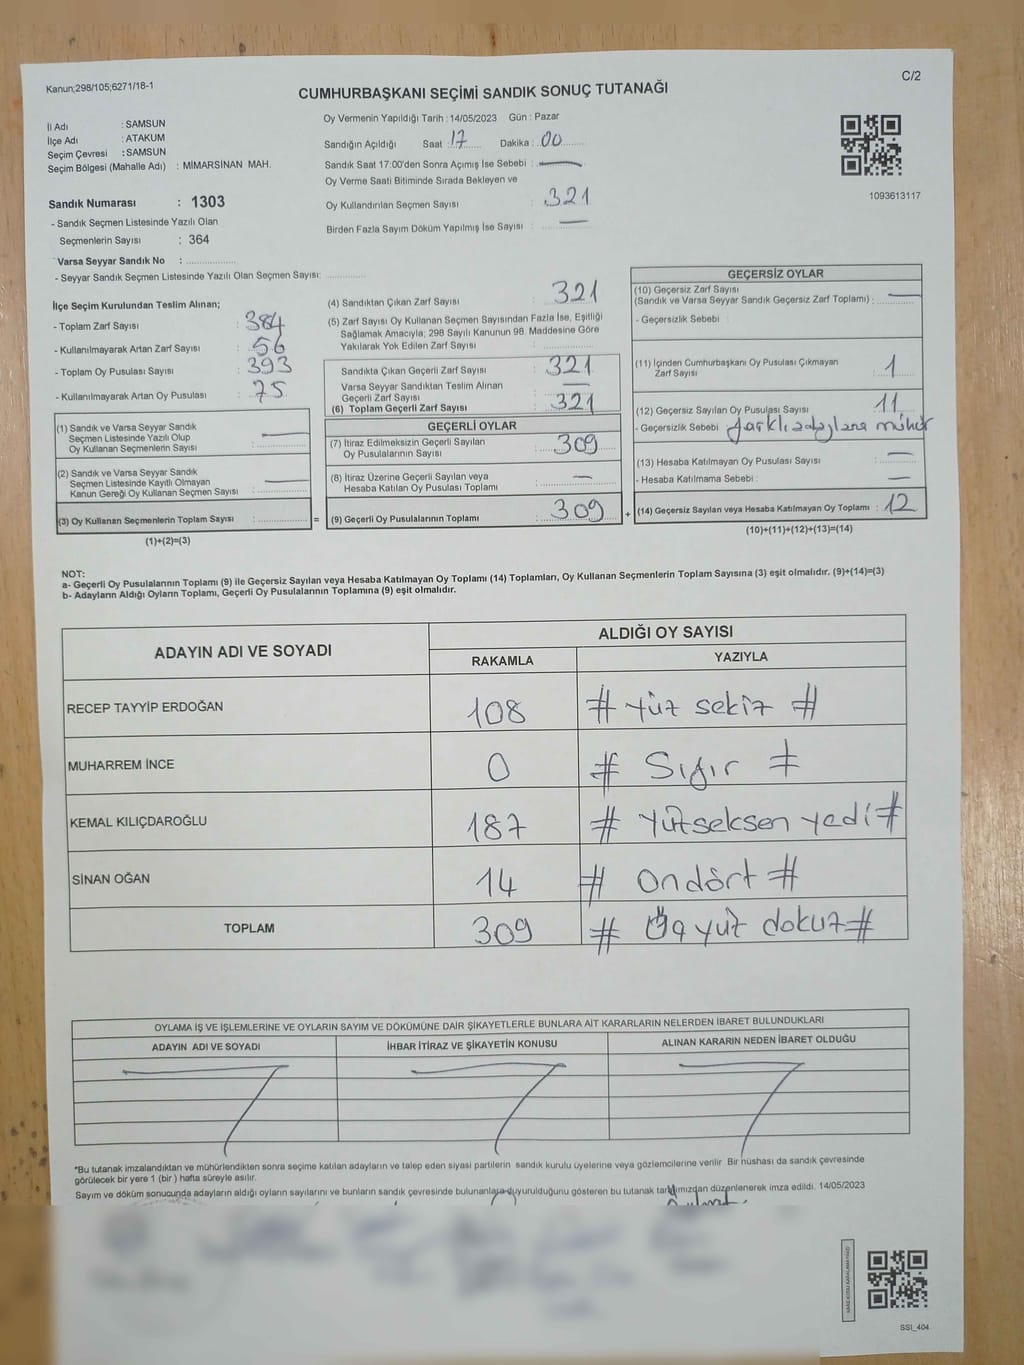 Kanun;298/105;6271/18-1
C/2
CUMHURBAŞKANI SEÇİMİ SANDIK SONUÇ TUTANAĞI
İl Adı : SAMSUN
İlçe Adı : ATAKUM
Seçim Çevresi : SAMSUN
Seçim Bölgesi (Mahalle Adı) : MİMARSİNAN MAH.
Oy Vermenin Yapıldığı Tarih : 14/05/2023 Gün : Pazar
Sandığın Açıldığı Saat : 17 Dakika : 00
Sandık Saat 17:00'den Sonra Açımış İse Sebebi : —
Oy Verme Saati Bitiminde Sırada Bekleyen ve
Oy Kullandırılan Seçmen Sayısı : 321
Birden Fazla Sayım Döküm Yapılmış İse Sayısı : —
1093613117
Sandık Numarası : 1303
- Sandık Seçmen Listesinde Yazılı Olan
Seçmenlerin Sayısı : 364
Varsa Seyyar Sandık No :
- Seyyar Sandık Seçmen Listesinde Yazılı Olan Seçmen Sayısı:
İlçe Seçim Kurulundan Teslim Alınan;
- Toplam Zarf Sayısı : 384
- Kullanılmayarak Artan Zarf Sayısı : 56
- Toplam Oy Pusulası Sayısı : 393
- Kullanılmayarak Artan Oy Pusulası : 75
(1) Sandık ve Varsa Seyyar Sandık
Seçmen Listesinde Yazılı Olup
Oy Kullanan Seçmenlerin Sayısı : —
(2) Sandık ve Varsa Seyyar Sandık
Seçmen Listesinde Kayıtlı Olmayan
Kanun Gereği Oy Kullanan Seçmen Sayısı : —
(3) Oy Kullanan Seçmenlerin Toplam Sayısı :
(1)+(2)=(3)
(4) Sandıktan Çıkan Zarf Sayısı : 321
(5) Zarf Sayısı Oy Kullanan Seçmen Sayısından Fazla İse, Eşitliği
Sağlamak Amacıyla; 298 Sayılı Kanunun 98. Maddesine Göre
Yakılarak Yok Edilen Zarf Sayısı :
Sandıkta Çıkan Geçerli Zarf Sayısı : 321
Varsa Seyyar Sandıktan Teslim Alınan
Geçerli Zarf Sayısı : —
(6) Toplam Geçerli Zarf Sayısı : 321
GEÇERLİ OYLAR
(7) İtiraz Edilmeksizin Geçerli Sayılan
Oy Pusulalarının Sayısı : 309
(8) İtiraz Üzerine Geçerli Sayılan veya
Hesaba Katılan Oy Pusulası Toplamı : —
= (9) Geçerli Oy Pusulalarının Toplamı : 309
GEÇERSİZ OYLAR
(10) Geçersiz Zarf Sayısı
(Sandık ve Varsa Seyyar Sandık Geçersiz Zarf Toplamı) : —
- Geçersizlik Sebebi :
(11) İçinden Cumhurbaşkanı Oy Pusulası Çıkmayan
Zarf Sayısı : 1
(12) Geçersiz Sayılan Oy Pusulası Sayısı : 11
- Geçersizlik Sebebi farklı adaylara mühür
(13) Hesaba Katılmayan Oy Pusulası Sayısı : —
- Hesaba Katılmama Sebebi : —
+ (14) Geçersiz Sayılan veya Hesaba Katılmayan Oy Toplamı : 12
(10)+(11)+(12)+(13)=(14)
NOT:
a- Geçerli Oy Pusulalarının Toplamı (9) ile Geçersiz Sayılan veya Hesaba Katılmayan Oy Toplamı (14) Toplamları, Oy Kullanan Seçmenlerin Toplam Sayısına (3) eşit olmalıdır. (9)+(14)=(3)
b- Adayların Aldığı Oyların Toplamı, Geçerli Oy Pusulalarının Toplamına (9) eşit olmalıdır.
ADAYIN ADI VE SOYADI
ALDIĞI OY SAYISI
RAKAMLA YAZIYLA
RECEP TAYYİP ERDOĞAN 108 # Yüz sekiz #
MUHARREM İNCE 0 # Sıfır #
KEMAL KILIÇDAROĞLU 187 # Yüzseksen yedi #
SİNAN OĞAN 14 # Ondört #
TOPLAM 309 # Üç yüz dokuz #
OYLAMA İŞ VE İŞLEMLERİNE VE OYLARIN SAYIM VE DÖKÜMÜNE DAİR ŞİKAYETLERLE BUNLARA AİT KARARLARIN NELERDEN İBARET BULUNDUKLARI
ADAYIN ADI VE SOYADI İHBAR İTİRAZ VE ŞİKAYETİN KONUSU ALINAN KARARIN NEDEN İBARET OLDUĞU
*Bu tutanak imzalandıktan ve mühürlendikten sonra seçime katılan adayların ve talep eden siyasi partilerin sandık kurulu üyelerine veya gözlemcilerine verilir Bir nüshası da sandık çevresinde
görülecek bir yere 1 (bir ) hafta süreyle asılır.
Sayım ve döküm sonucunda adayların aldığı oyların sayılarını ve bunların sandık çevresinde bulunanlara duyurulduğunu gösteren bu tutanak tarafımızdan düzenlenerek imza edildi. 14/05/2023
SSI_404